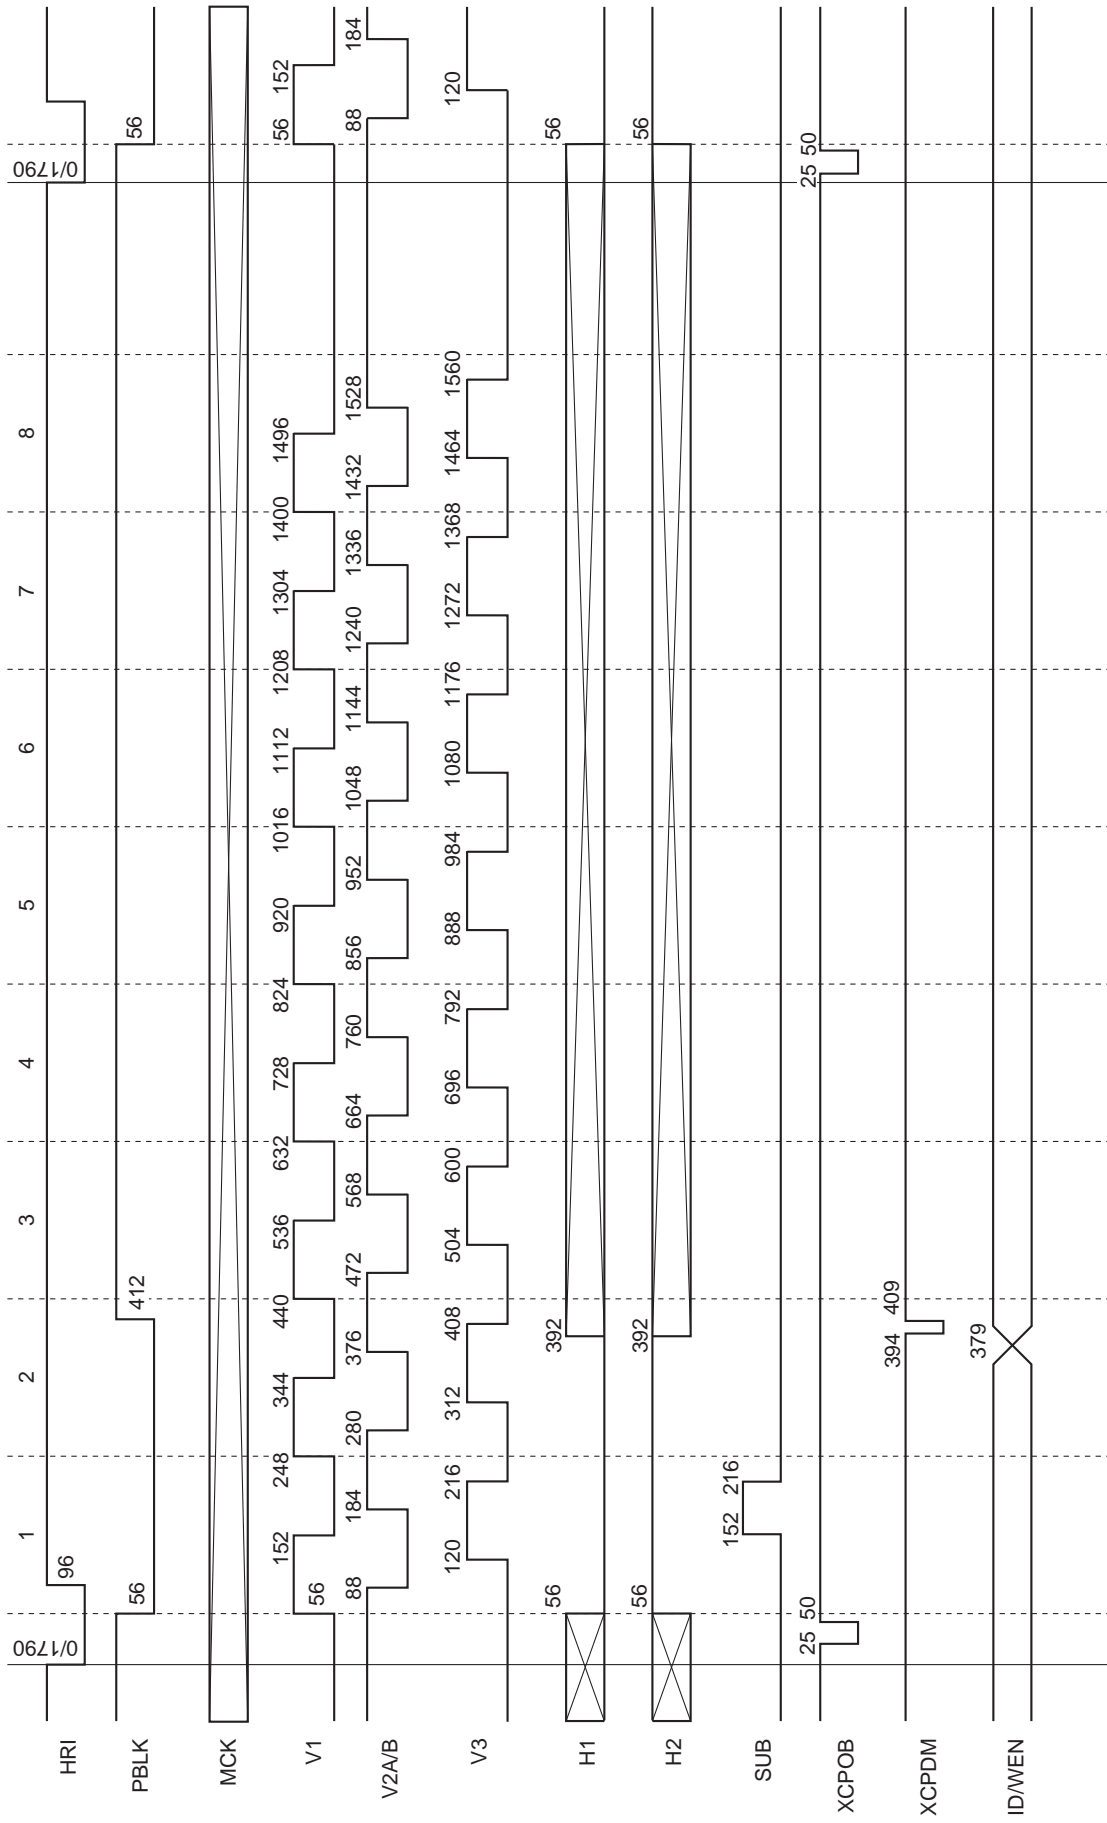 1 2 3 4 5 6 7 8
HRI 0/1790 96 0/1790
PBLK 56 412 56
MCK
V1 56 152 248 344 440 536 632 728 824 920 1016 1112 1208 1304 1400 1496 56 152
V2A/B 88 184 280 376 472 568 664 760 856 952 1048 1144 1240 1336 1432 1528 88 184
V3 120 216 312 408 504 600 696 792 888 984 1080 1176 1272 1368 1464 1560 120
H1 56 392 56
H2 56 392 56
SUB 152 216
XCPOB 25 50 25 50
XCPDM 394 409
ID/WEN 379